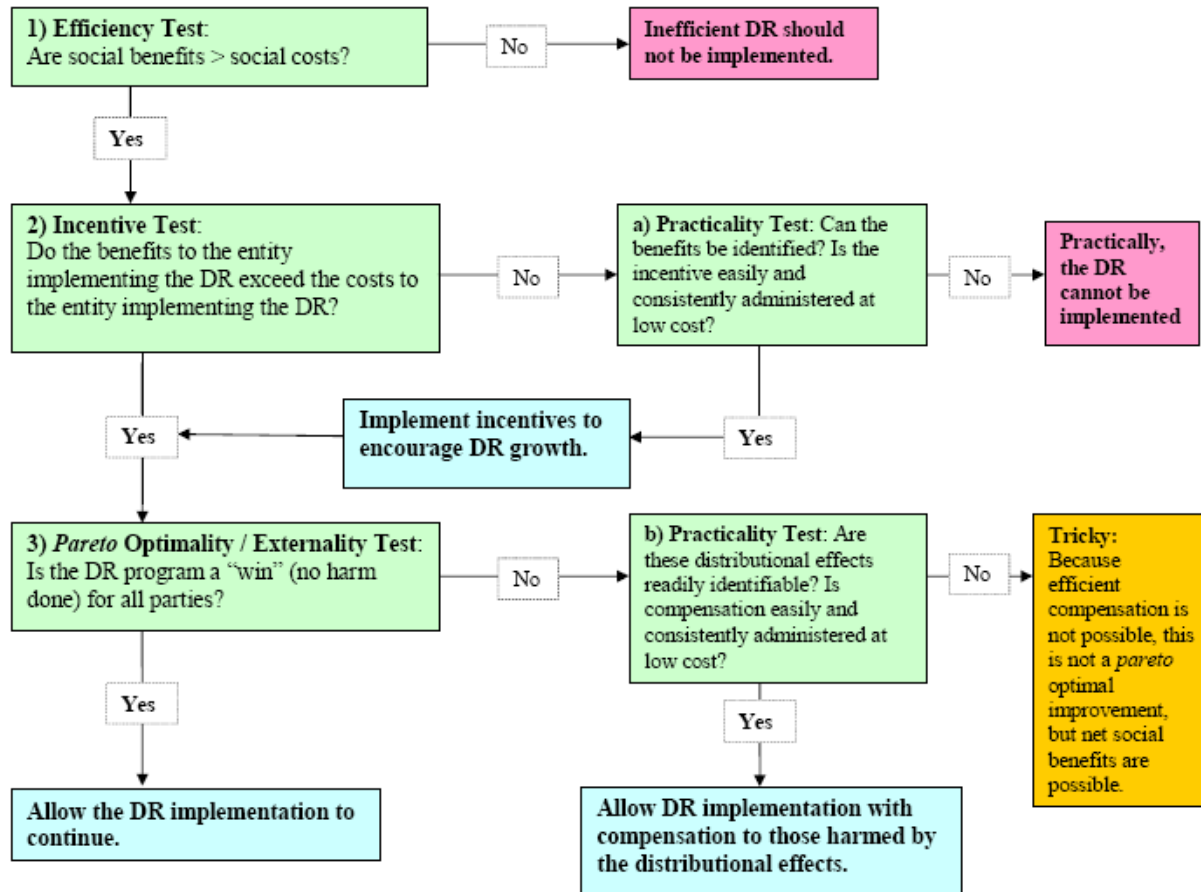 1) Efficiency Test:
Are social benefits > social costs?
No
Inefficient DR should
not be implemented.
Yes
2) Incentive Test:
Do the benefits to the entity
implementing the DR exceed the costs to
the entity implementing the DR?
No
a) Practicality Test: Can the
benefits be identified? Is the
incentive easily and
consistently administered at
low cost?
No
Practically,
the DR
cannot be
implemented
Yes
Implement incentives to
encourage DR growth.
Yes
3) Pareto Optimality / Externality Test:
Is the DR program a “win” (no harm
done) for all parties?
No
b) Practicality Test: Are
these distributional effects
readily identifiable? Is
compensation easily and
consistently administered at
low cost?
No
Tricky:
Because
efficient
compensation is
not possible, this
is not a pareto
optimal
improvement,
but net social
benefits are
possible.
Yes
Yes
Allow the DR implementation to
continue.
Allow DR implementation with
compensation to those harmed by
the distributional effects.